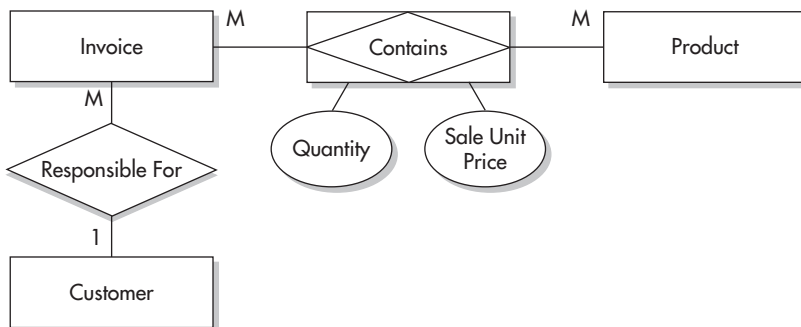 M M
Invoice Contains Product
M
Quantity Sale Unit
Price
Responsible For
1
Customer